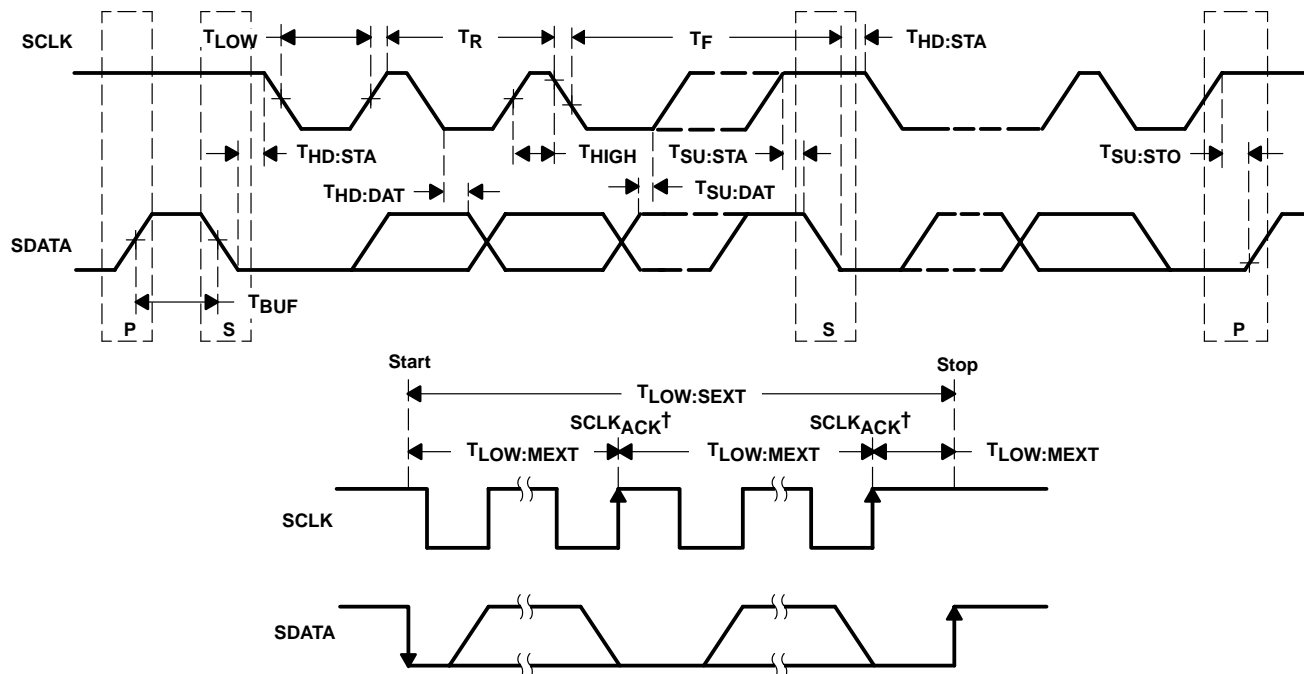 SCLK
TLOW
TR
TF
THD:STA
THD:STA
THIGH
TSU:STA
TSU:STO
THD:DAT
TSU:DAT
SDATA
TBUF
P
S
S
P
Start
Stop
TLOW:SEXT
SCLKACK†
SCLKACK†
TLOW:MEXT
TLOW:MEXT
TLOW:MEXT
SCLK
SDATA